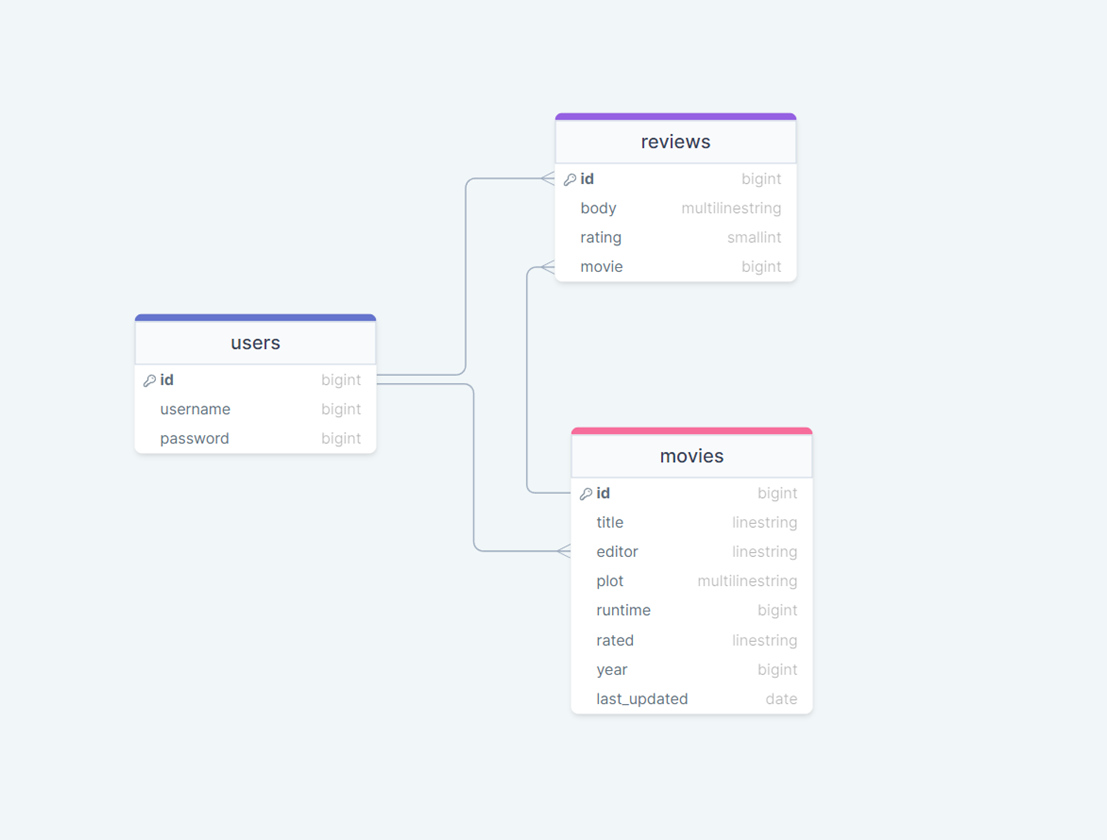 reviews
id bigint
body multilinestring
rating smallint
movie bigint
users
id bigint
username bigint
password bigint
movies
id bigint
title linestring
editor linestring
plot multilinestring
runtime bigint
rated linestring
year bigint
last_updated date